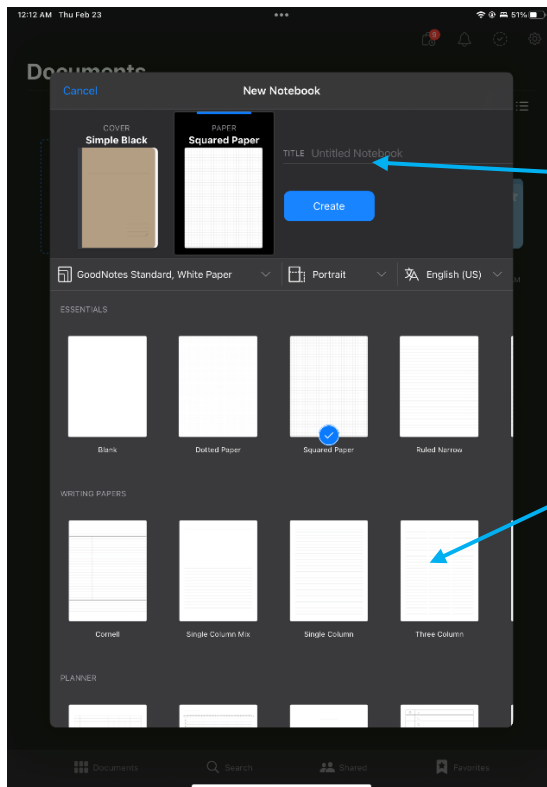 12:12 AM Thu Feb 23
51%
9
Documents
Cancel
New Notebook
COVER
Simple Black
PAPER
Squared Paper
TITLE Untitled Notebook
Create
GoodNotes Standard, White Paper
Portrait
English (US)
ESSENTIALS
Blank
Dotted Paper
Squared Paper
Ruled Narrow
WRITING PAPERS
Cornell
Single Column Mix
Single Column
Three Column
PLANNER
Documents
Search
Shared
Favorites